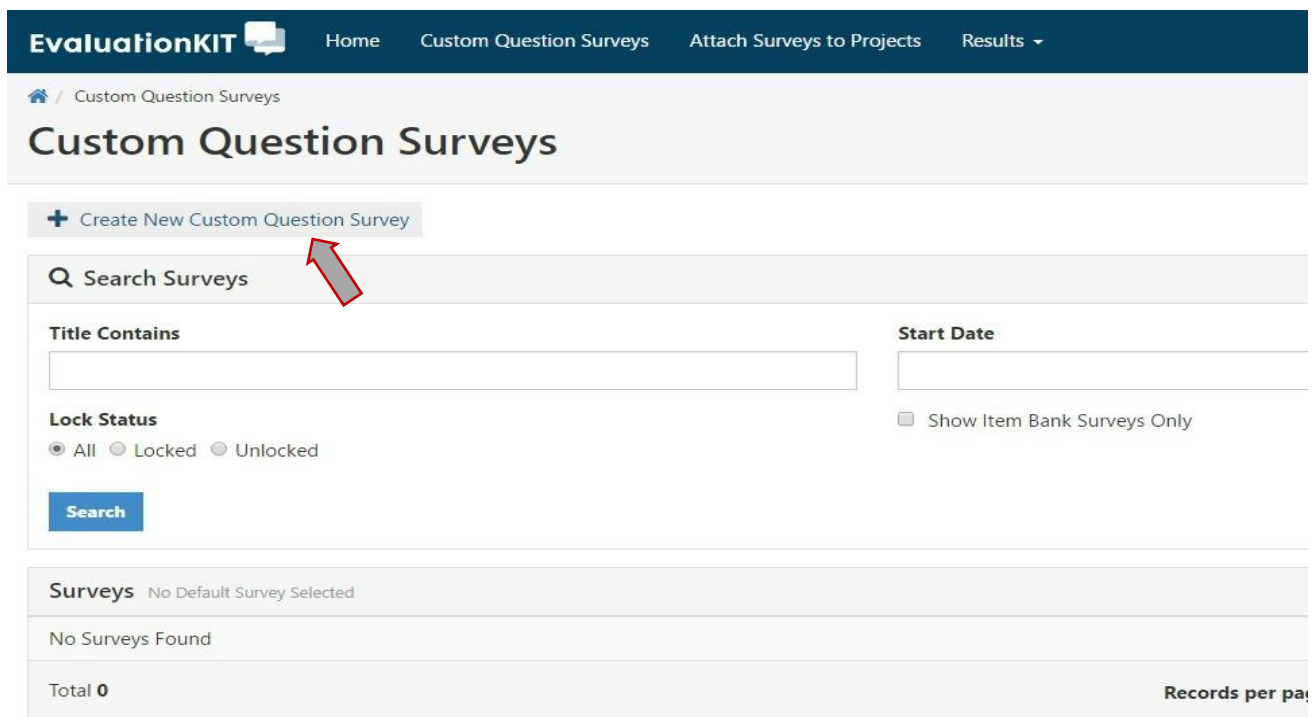 EvaluationKIT Home Custom Question Surveys Attach Surveys to Projects Results
/ Custom Question Surveys
Custom Question Surveys
Create New Custom Question Survey
Search Surveys
Title Contains Start Date
Lock Status Show Item Bank Surveys Only
All Locked Unlocked
Search
Surveys No Default Survey Selected
No Surveys Found
Total 0 Records per